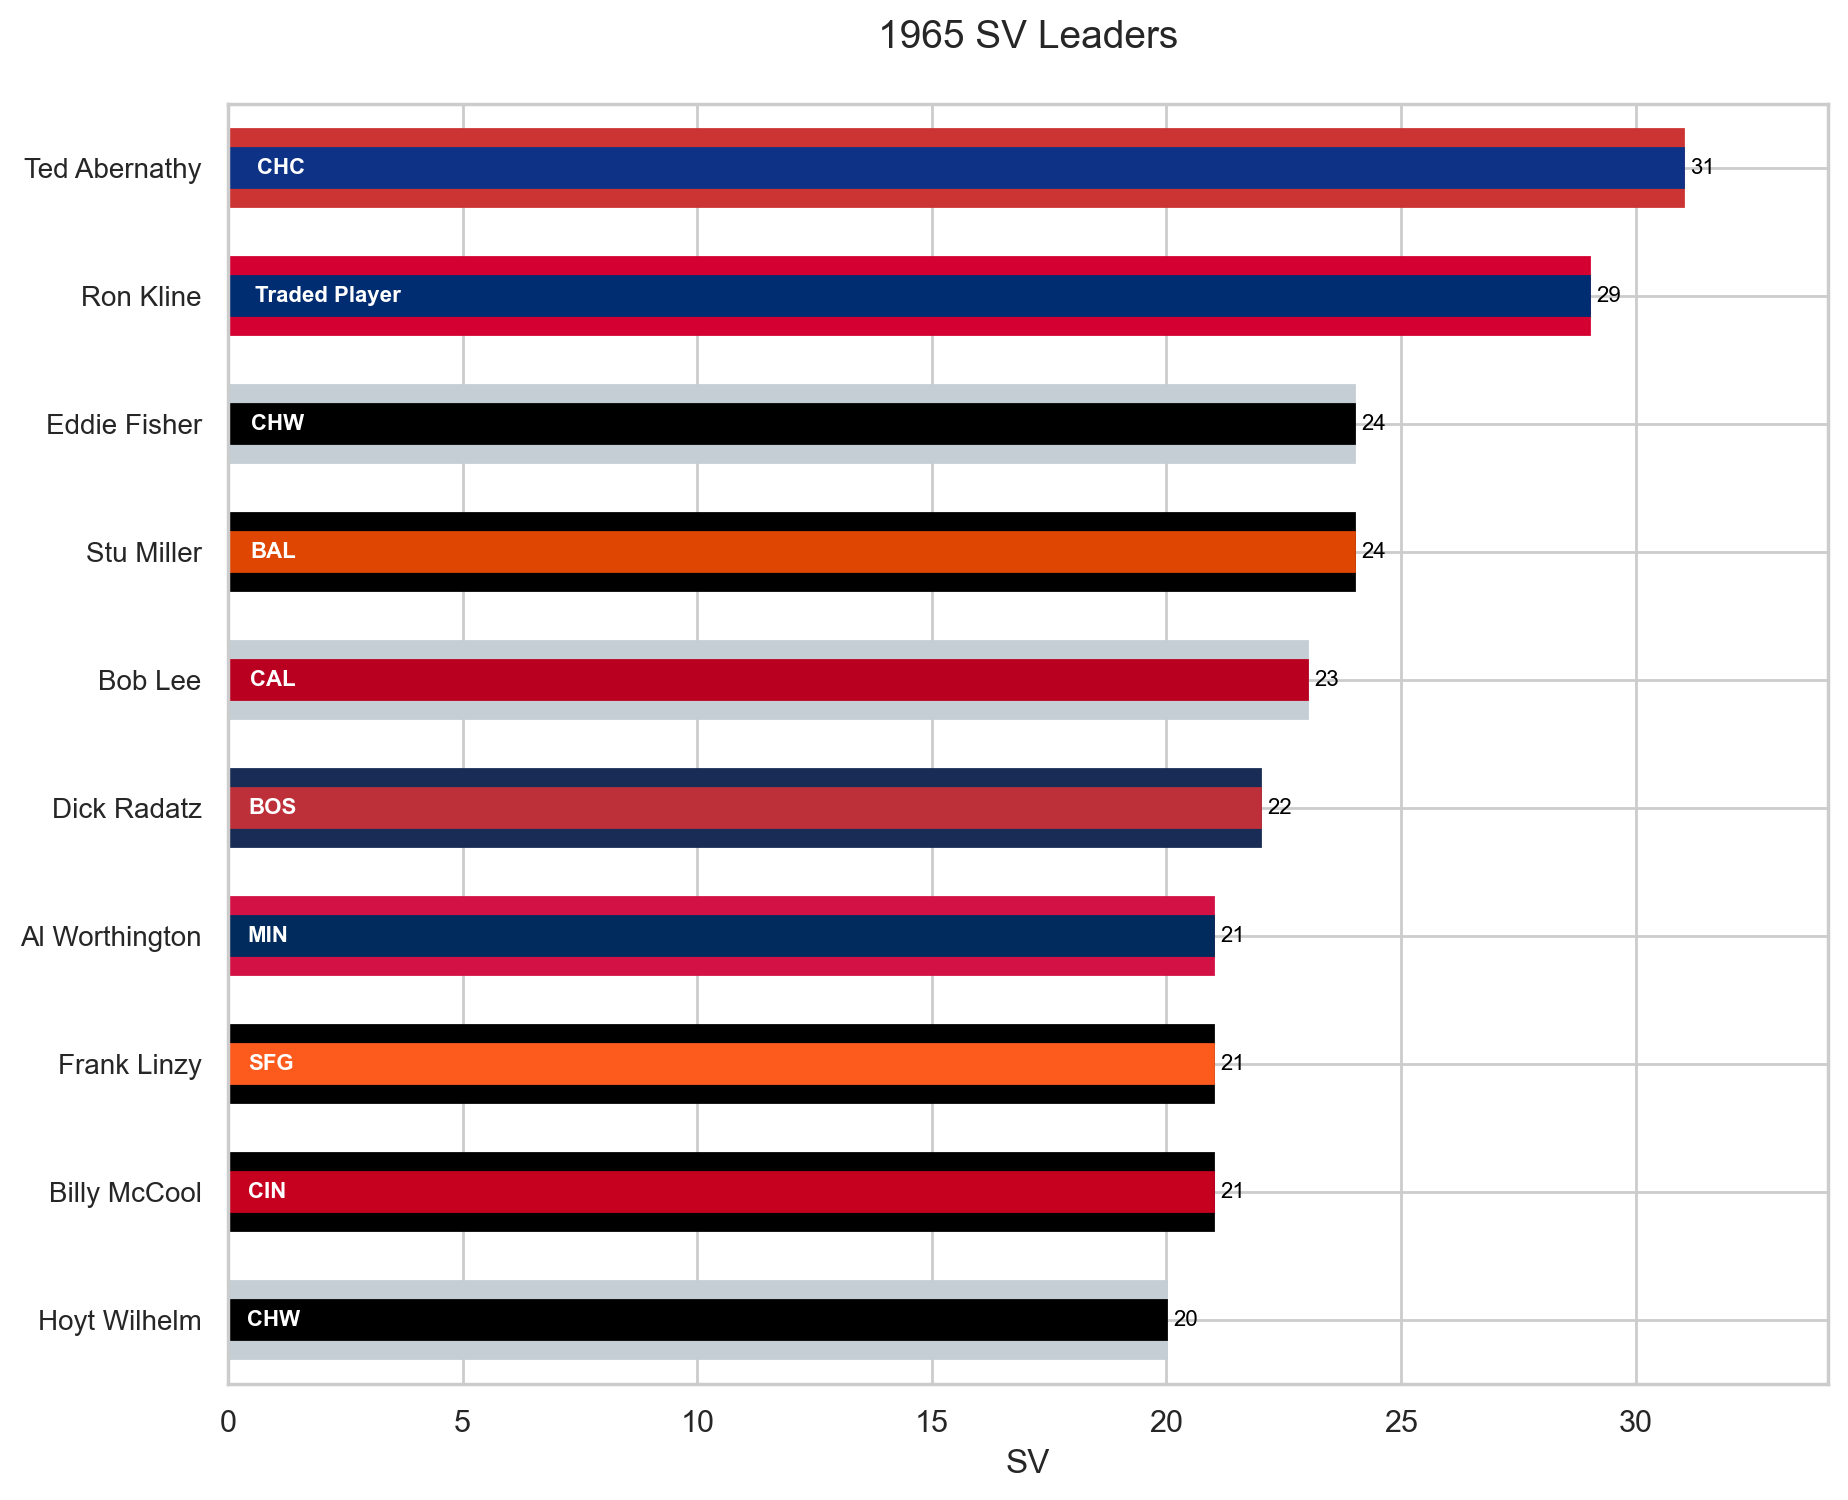 1965 SV Leaders
Ted Abernathy
CHC
31
Ron Kline
Traded Player
29
Eddie Fisher
CHW
24
Stu Miller
BAL
24
Bob Lee
CAL
23
Dick Radatz
BOS
22
Al Worthington
MIN
21
Frank Linzy
SFG
21
Billy McCool
CIN
21
Hoyt Wilhelm
CHW
20
0 5 10 15 20 25 30
SV